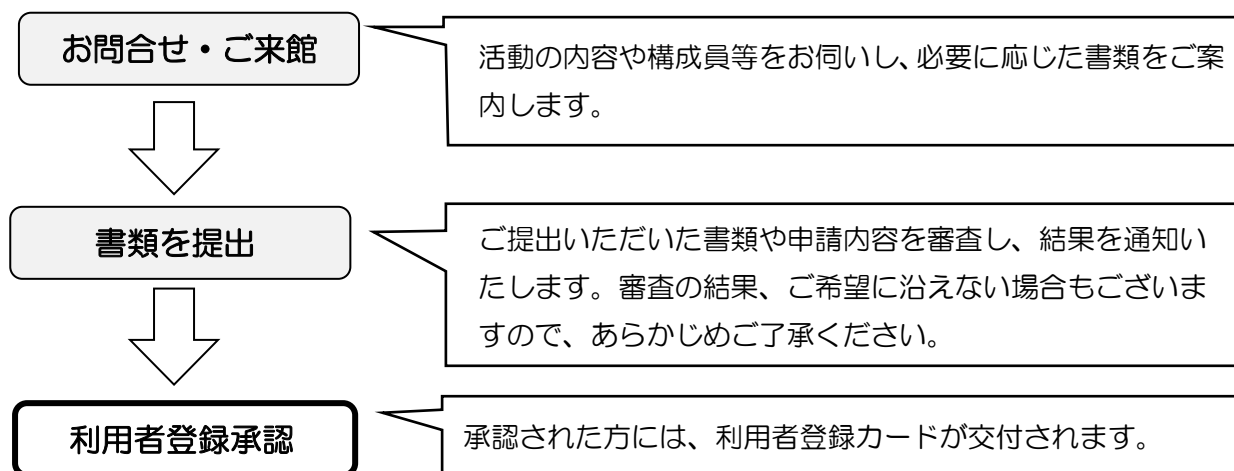 お問合せ・ご来館
活動の内容や構成員等をお伺いし、必要に応じた書類をご案
内します。
書類を提出
ご提出いただいた書類や申請内容を審査し、結果を通知い
たします。審査の結果、ご希望に沿えない場合もございま
すので、あらかじめご了承ください。
利用者登録承認
承認された方には、利用者登録カードが交付されます。